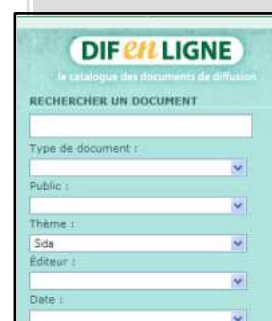 DIF en LIGNE
le catalogue des documents de diffusion
RECHERCHER UN DOCUMENT
Type de document :
Public :
Thème :
Sida
Éditeur :
Date :